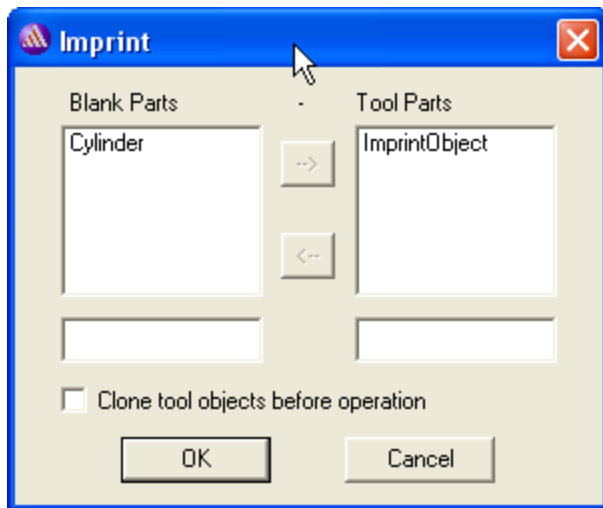 Imprint
Blank Parts - Tool Parts
Cylinder ImprintObject
-->
<--
Clone tool objects before operation
OK Cancel